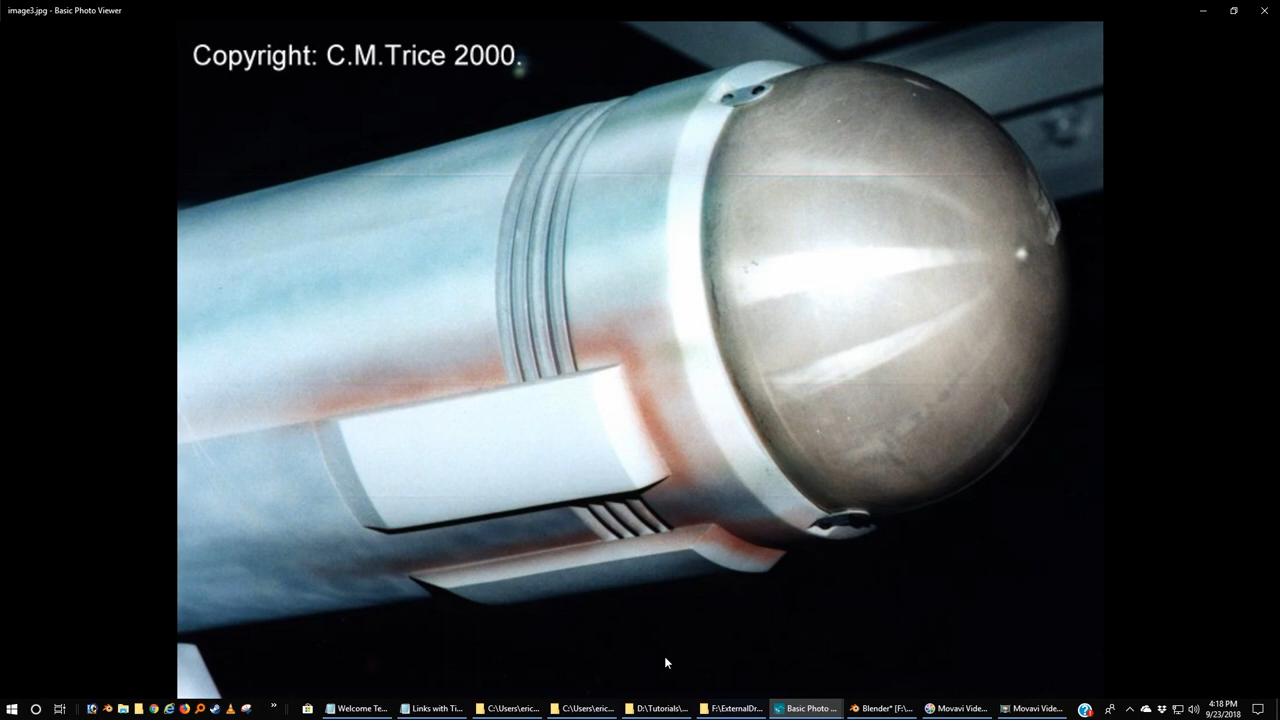 image3.jpg - Basic Photo Viewer
Copyright: C.M.Trice 2000.
Welcome Te...
Links with Ti...
C:\Users\eric...
C:\Users\eric...
D:\Tutorials\...
F:\ExternalDr...
Basic Photo ...
Blender* [F:\...
Movavi Vide...
Movavi Vide...
4:18 PM
9/23/2018